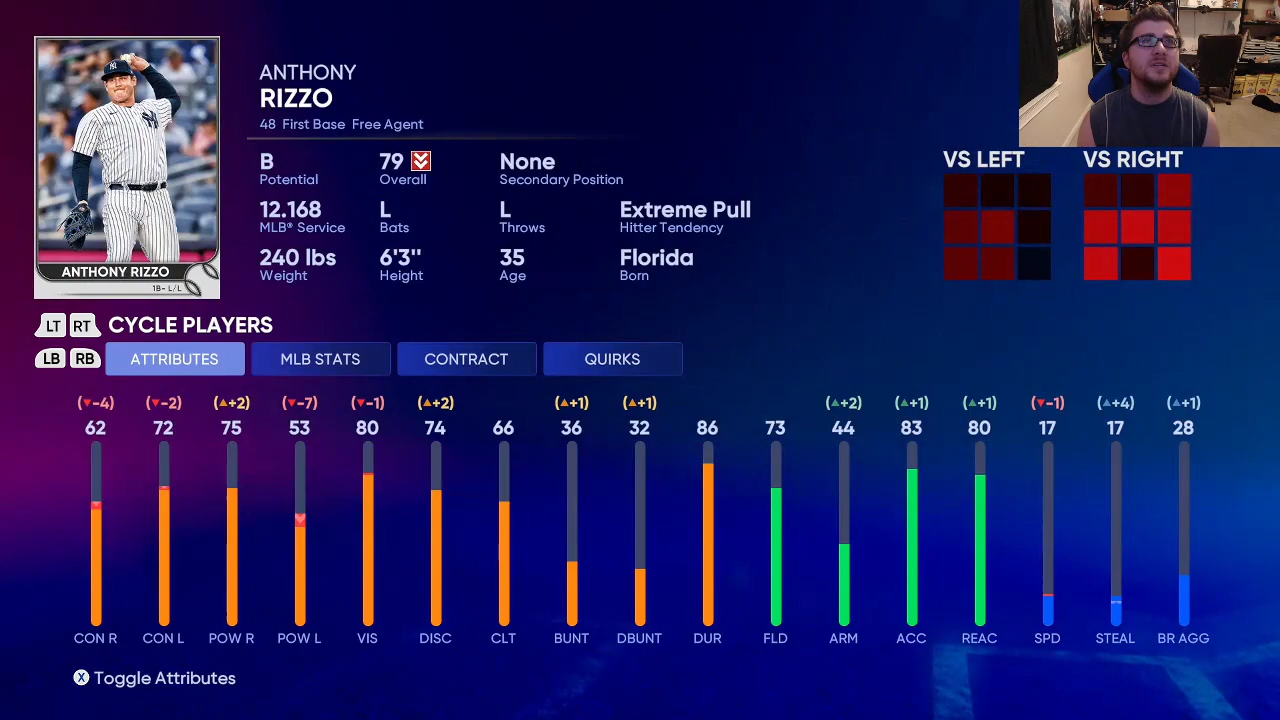 ANTHONY
RIZZO
48 First Base Free Agent
B 79 None
Potential Overall Secondary Position
12.168 L L Extreme Pull
MLB® Service Bats Throws Hitter Tendency
240 lbs 6'3'' 35 Florida
Weight Height Age Born
VS LEFT VS RIGHT
ANTHONY RIZZO
1B- L/L
LT RT CYCLE PLAYERS
LB RB ATTRIBUTES MLB STATS CONTRACT QUIRKS
(▼-4) (▼-2) (▲+2) (▼-7) (▼-1) (▲+2) (▲+1) (▲+1) (▲+2) (▲+1) (▲+1) (▼-1) (▲+4) (▲+1)
62 72 75 53 80 74 66 36 32 86 73 44 83 80 17 17 28
CON R CON L POW R POW L VIS DISC CLT BUNT DBUNT DUR FLD ARM ACC REAC SPD STEAL BR AGG
X Toggle Attributes